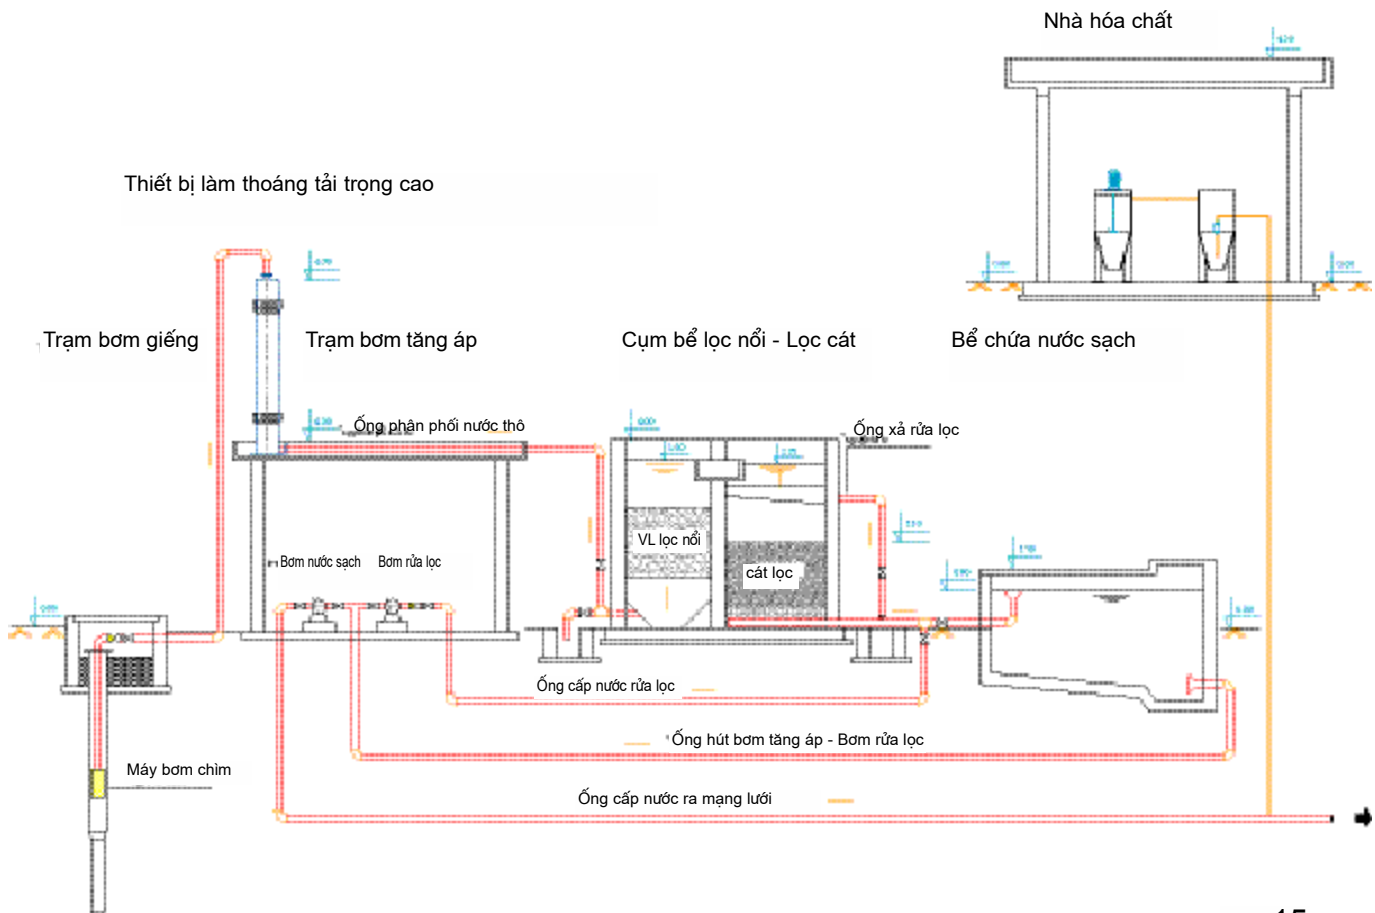 Nhà hóa chất
Thiết bị làm thoáng tải trọng cao
Trạm bơm giếng
Trạm bơm tăng áp
Cụm bể lọc nổi - Lọc cát
Bể chứa nước sạch
Ống phân phối nước thô
Ống xả rửa lọc
VL lọc nổi
cát lọc
Bơm nước sạch
Bơm rửa lọc
Ống cấp nước rửa lọc
Ống hút bơm tăng áp - Bơm rửa lọc
Máy bơm chìm
Ống cấp nước ra mạng lưới